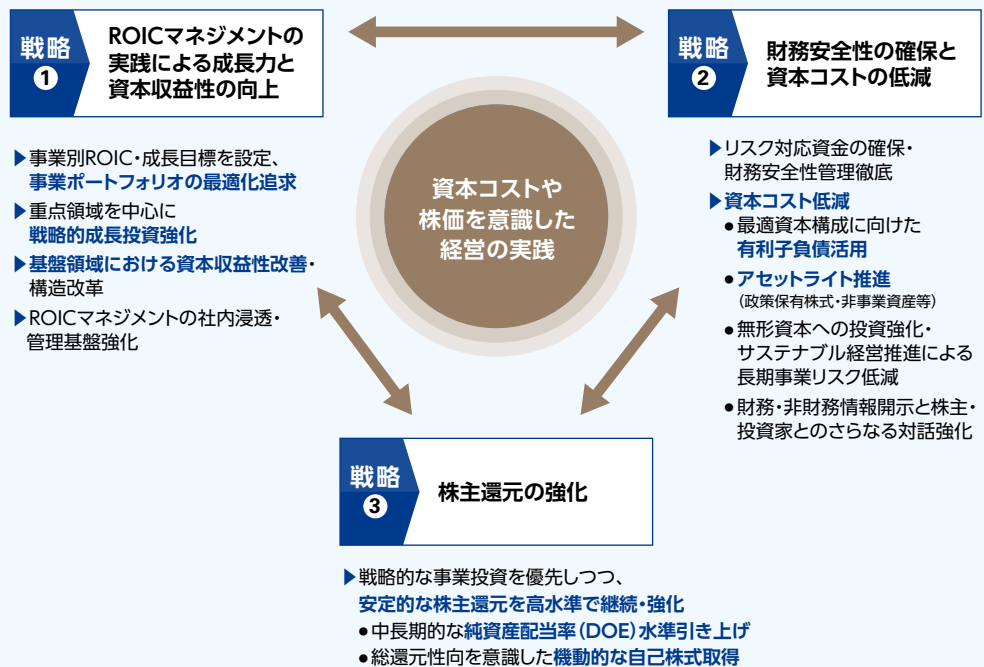 戦略
①
ROICマネジメントの
実践による成長力と
資本収益性の向上
▶事業別ROIC・成長目標を設定、
事業ポートフォリオの最適化追求
▶重点領域を中心に
戦略的成長投資強化
▶基盤領域における資本収益性改善・
構造改革
▶ROICマネジメントの社内浸透・
管理基盤強化
資本コストや
株価を意識した
経営の実践
戦略
②
財務安全性の確保と
資本コストの低減
▶リスク対応資金の確保・
財務安全性管理徹底
▶資本コスト低減
●最適資本構成に向けた
有利子負債活用
●アセットライト推進
（政策保有株式・非事業資産等）
●無形資本への投資強化・
サステナブル経営推進による
長期事業リスク低減
●財務・非財務情報開示と株主・
投資家とのさらなる対話強化
戦略
③
株主還元の強化
▶戦略的な事業投資を優先しつつ、
安定的な株主還元を高水準で継続・強化
●中長期的な純資産配当率（DOE）水準引き上げ
●総還元性向を意識した機動的な自己株式取得